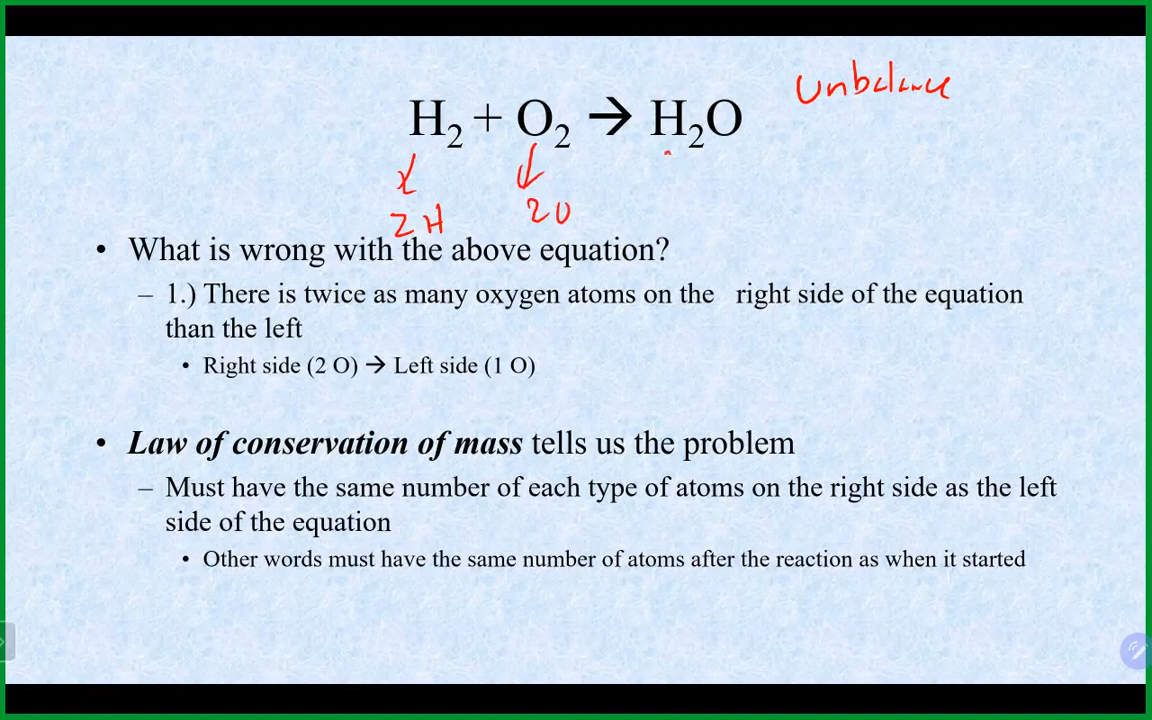 Unbalance
H₂ + O₂ → H₂O
2H 2O
• What is wrong with the above equation?
– 1.) There is twice as many oxygen atoms on the right side of the equation
than the left
• Right side (2 O) → Left side (1 O)
• Law of conservation of mass tells us the problem
– Must have the same number of each type of atoms on the right side as the left
side of the equation
• Other words must have the same number of atoms after the reaction as when it started